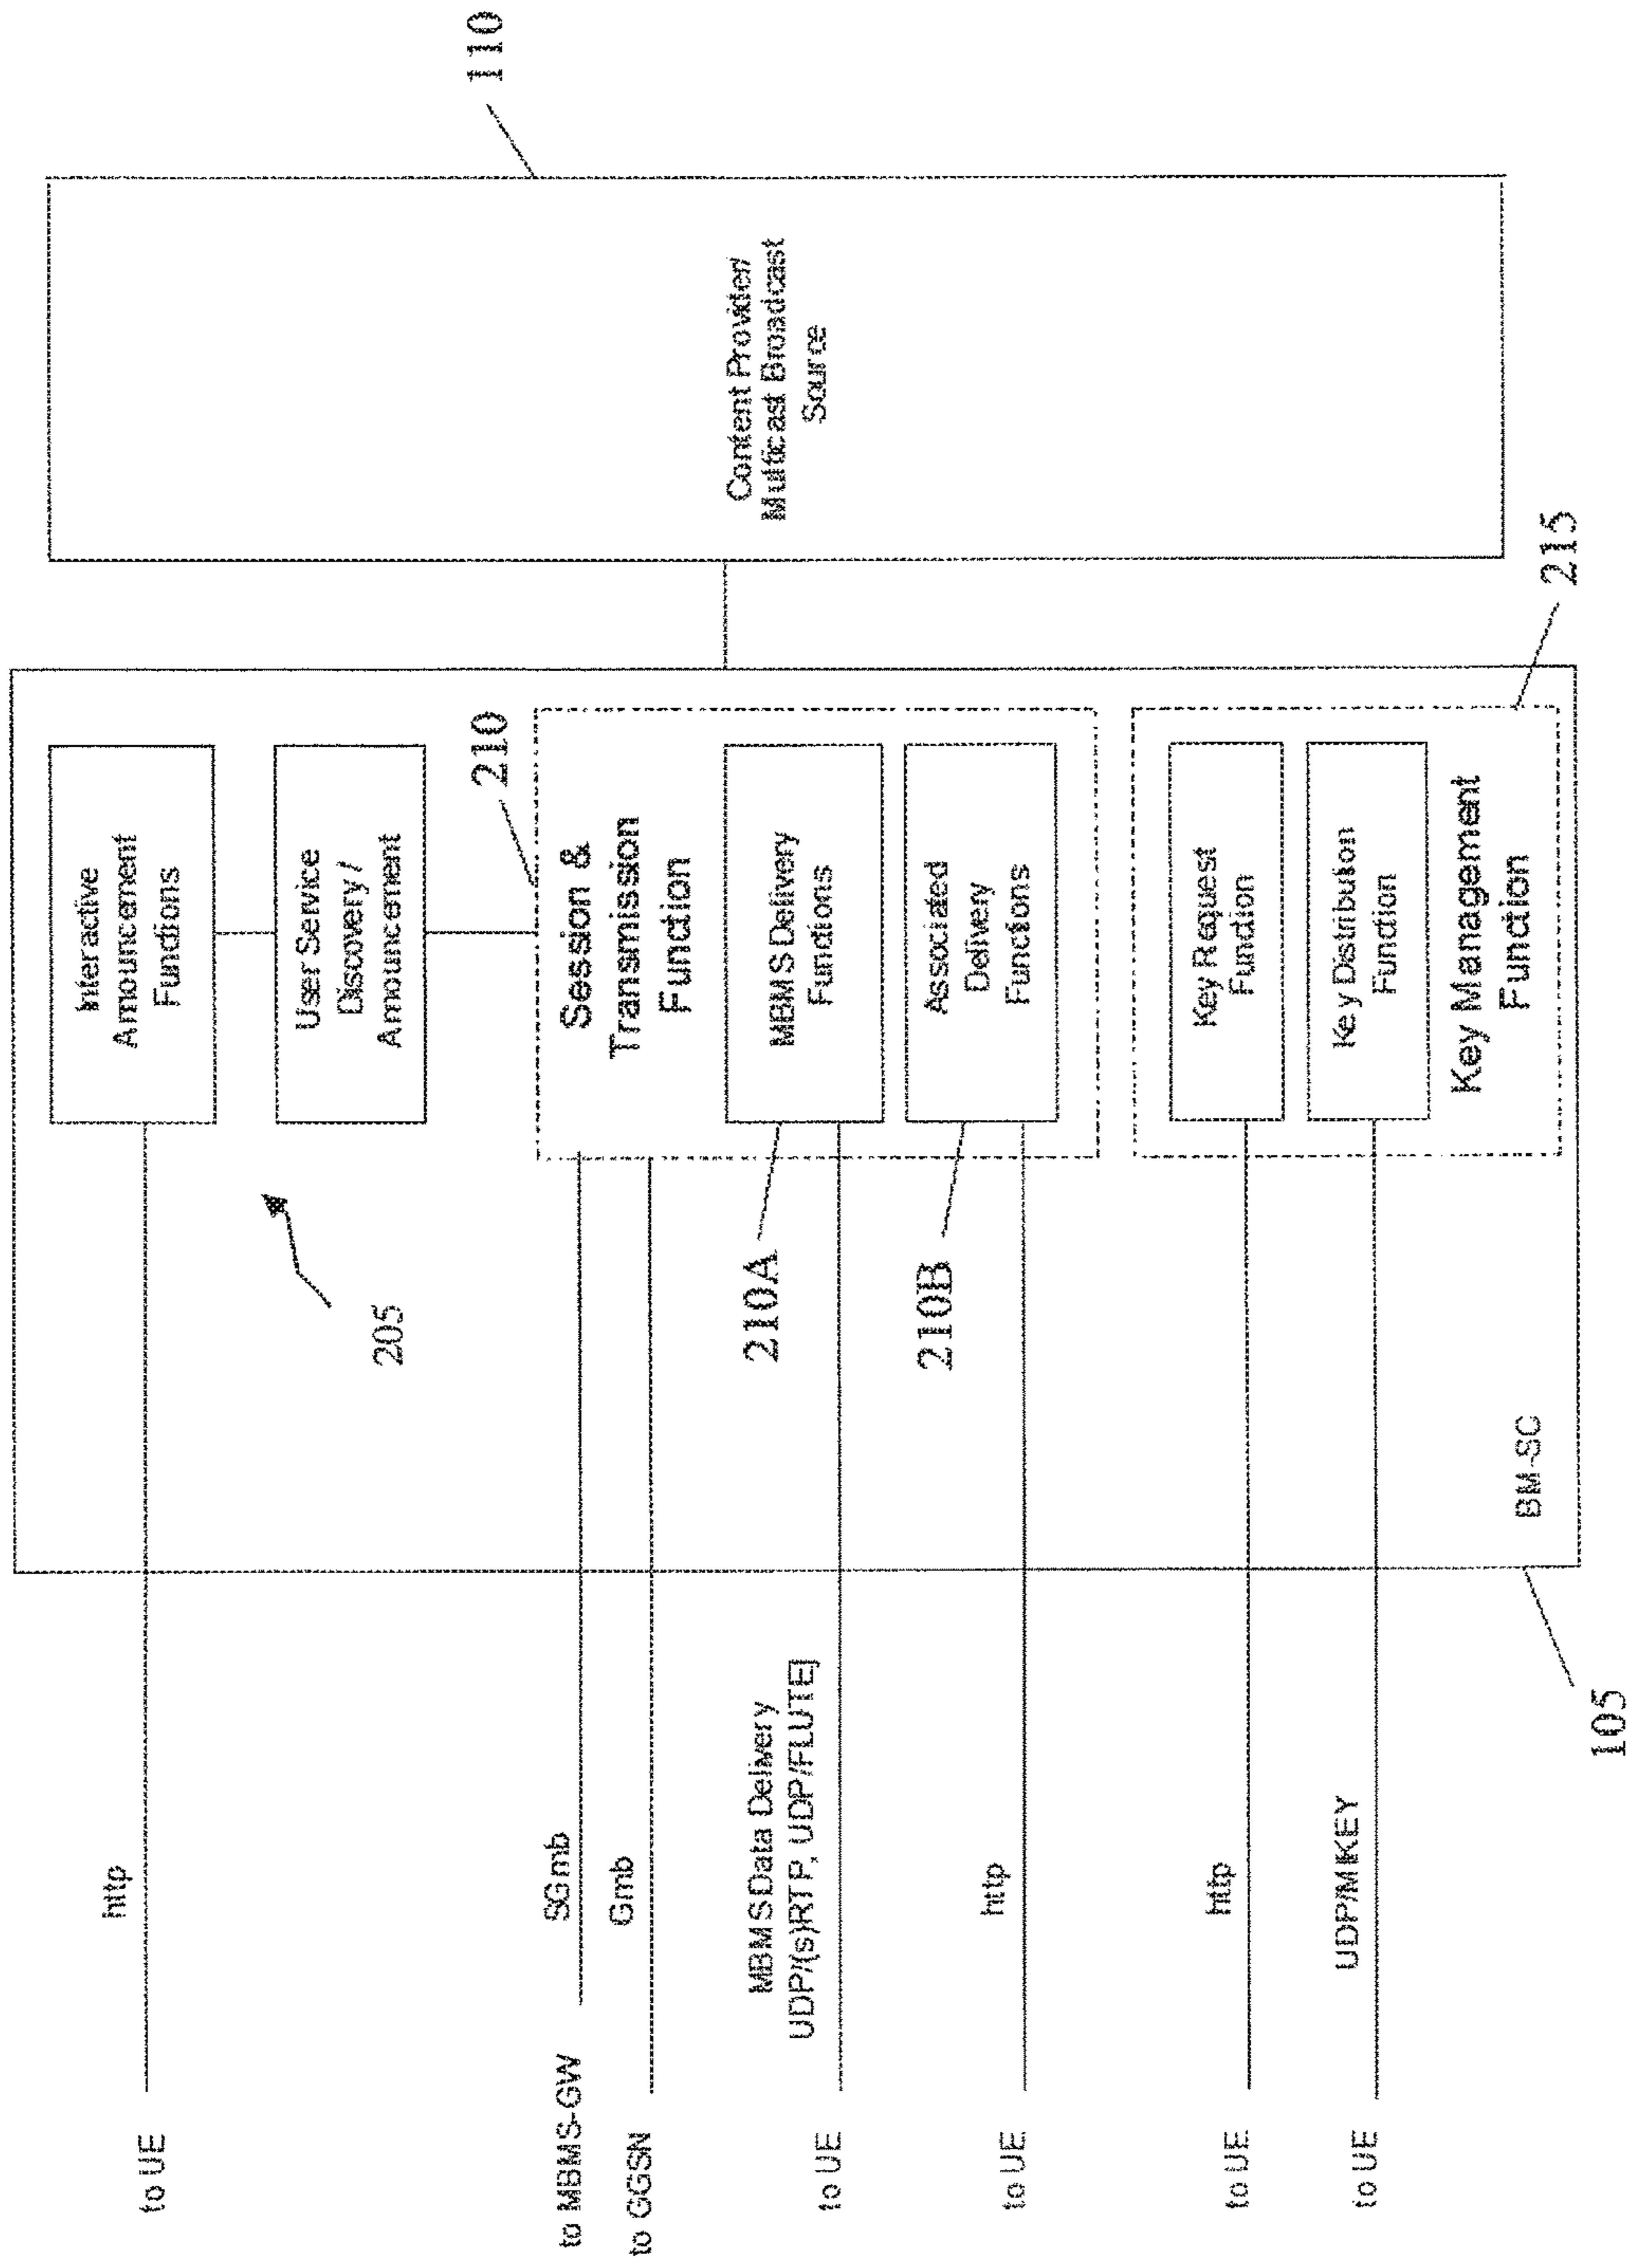 110
Content Provider/
Multicast Broadcast
Source
Interactive
Announcement
Functions
User Service
Discovery /
Announcement
205
210
Session &
Transmission
Function
MBMS Delivery
Functions
210A
Associated
Delivery
Functions
210B
215
Key Request
Function
Key Distribution
Function
Key Management
Function
BM-SC
105
http
to UE
SGmb
to MBMS-GW
Gmb
to GGSN
MBMS Data Delivery
UDP/(s)RTP, UDP/FLUTE)
to UE
http
to UE
http
to UE
UDP/MIKEY
to UE